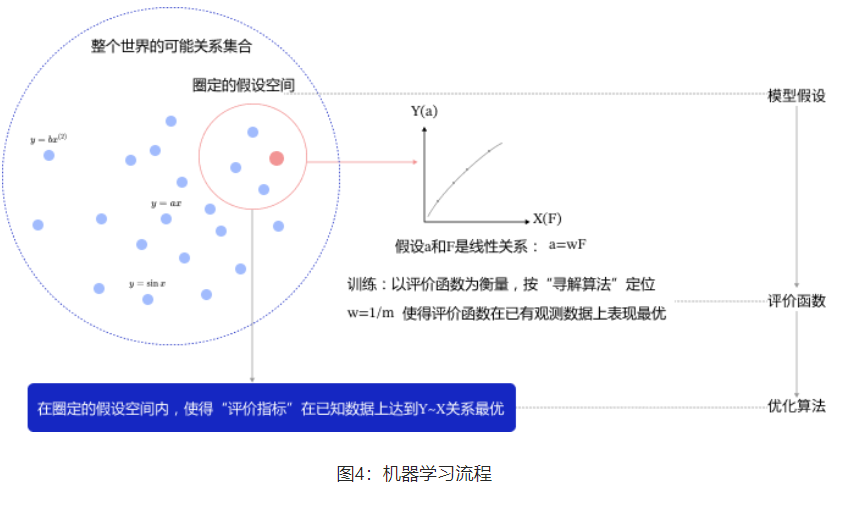 整个世界的可能关系集合
圈定的假设空间
模型假设
Y(a)
y = bx^(2)
y = ax
X(F)
假设a和F是线性关系： a=wF
训练：以评价函数为衡量，按“寻解算法”定位
w=1/m 使得评价函数在已有观测数据上表现最优
y = sin x
评价函数
在圈定的假设空间内，使得“评价指标”在已知数据上达到Y~X关系最优
优化算法
图4：机器学习流程